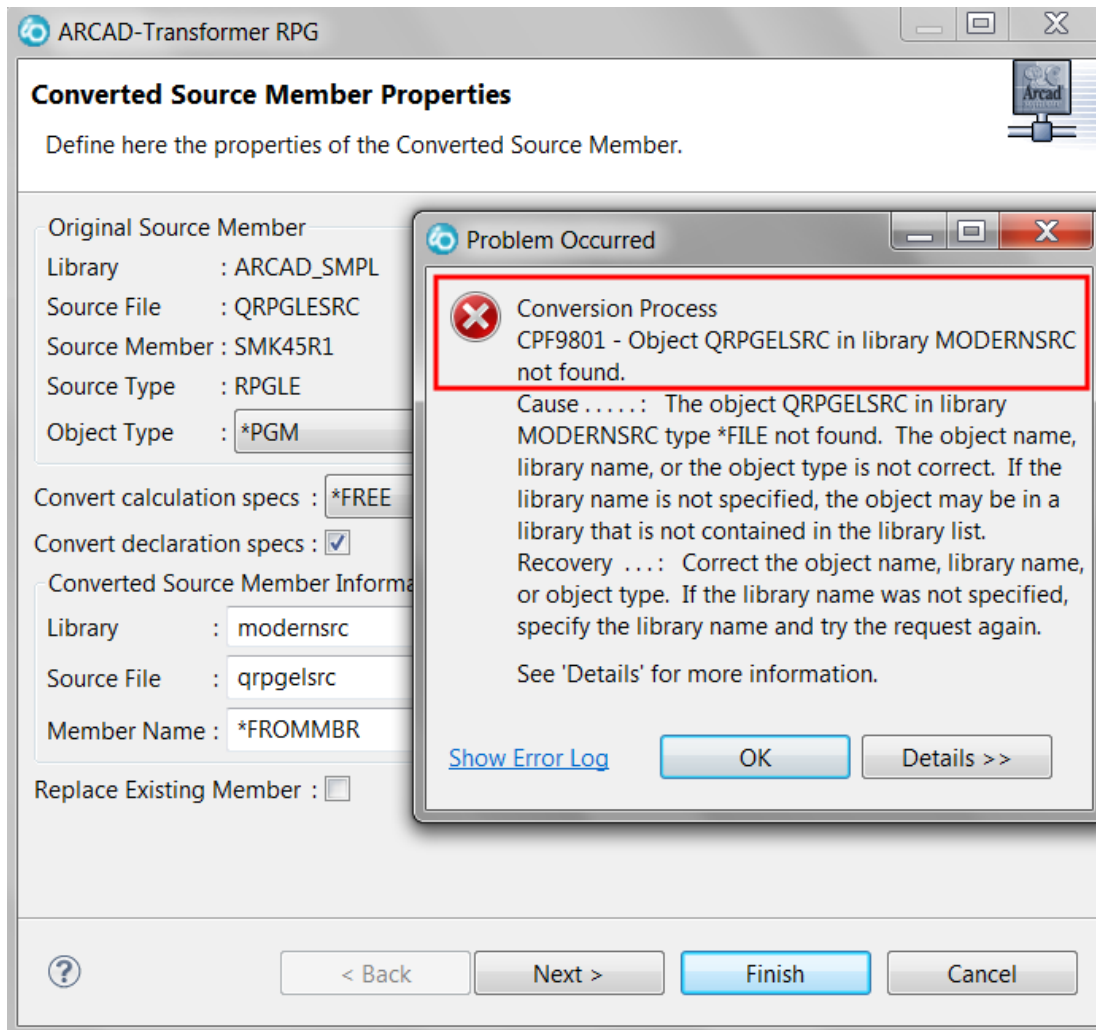 ARCAD-Transformer RPG
Converted Source Member Properties
Define here the properties of the Converted Source Member.
Arcad
Original Source Member
Library : ARCAD_SMPL
Source File : QRPGLESRC
Source Member : SMK45R1
Source Type : RPGLE
Object Type : *PGM
Convert calculation specs : *FREE
Convert declaration specs :
Converted Source Member Informa
Library : modernsrc
Source File : qrpgelsrc
Member Name : *FROMMBR
Replace Existing Member :
Problem Occurred
Conversion Process
CPF9801 - Object QRPGELSRC in library MODERNSRC
not found.
Cause . . . . . : The object QRPGELSRC in library
MODERNSRC type *FILE not found. The object name,
library name, or the object type is not correct. If the
library name is not specified, the object may be in a
library that is not contained in the library list.
Recovery . . . : Correct the object name, library name,
or object type. If the library name was not specified,
specify the library name and try the request again.
See 'Details' for more information.
Show Error Log
OK
Details >>
?
< Back
Next >
Finish
Cancel